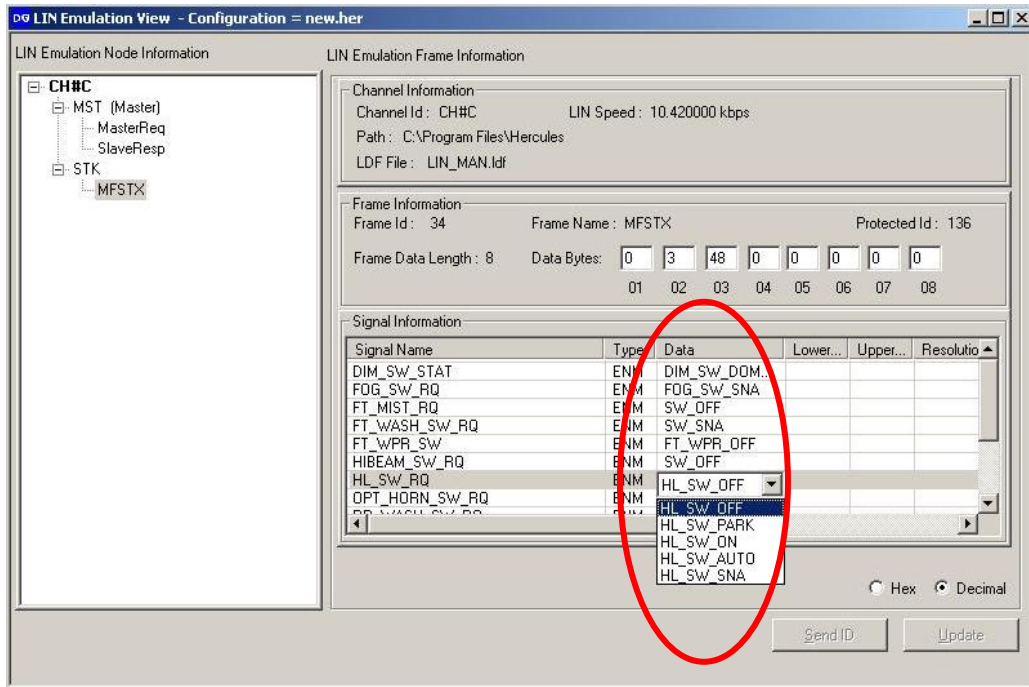 DG LIN Emulation View - Configuration = new.her
LIN Emulation Node Information
LIN Emulation Frame Information
CH#C
MST (Master)
MasterReq
SlaveResp
STK
MFSTX
Channel Information
Channel Id : CH#C LIN Speed : 10.420000 kbps
Path : C:\Program Files\Hercules
LDF File : LIN_MAN.ldf
Frame Information
Frame Id : 34 Frame Name : MFSTX Protected Id : 136
Frame Data Length : 8 Data Bytes: 0 3 48 0 0 0 0 0
01 02 03 04 05 06 07 08
Signal Information
Signal Name Type Data Lower... Upper... Resolutio
DIM_SW_STAT ENM DIM_SW_DOM...
FOG_SW_RQ ENM FOG_SW_SNA
FT_MIST_RQ ENM SW_OFF
FT_WASH_SW_RQ ENM SW_SNA
FT_WPR_SW ENM FT_WPR_OFF
HIBEAM_SW_RQ ENM SW_OFF
HL_SW_RQ ENM HL_SW_OFF
OPT_HORN_SW_RQ ENM
HL_SW_OFF
HL_SW_PARK
HL_SW_ON
HL_SW_AUTO
HL_SW_SNA
Hex Decimal
Send ID Update